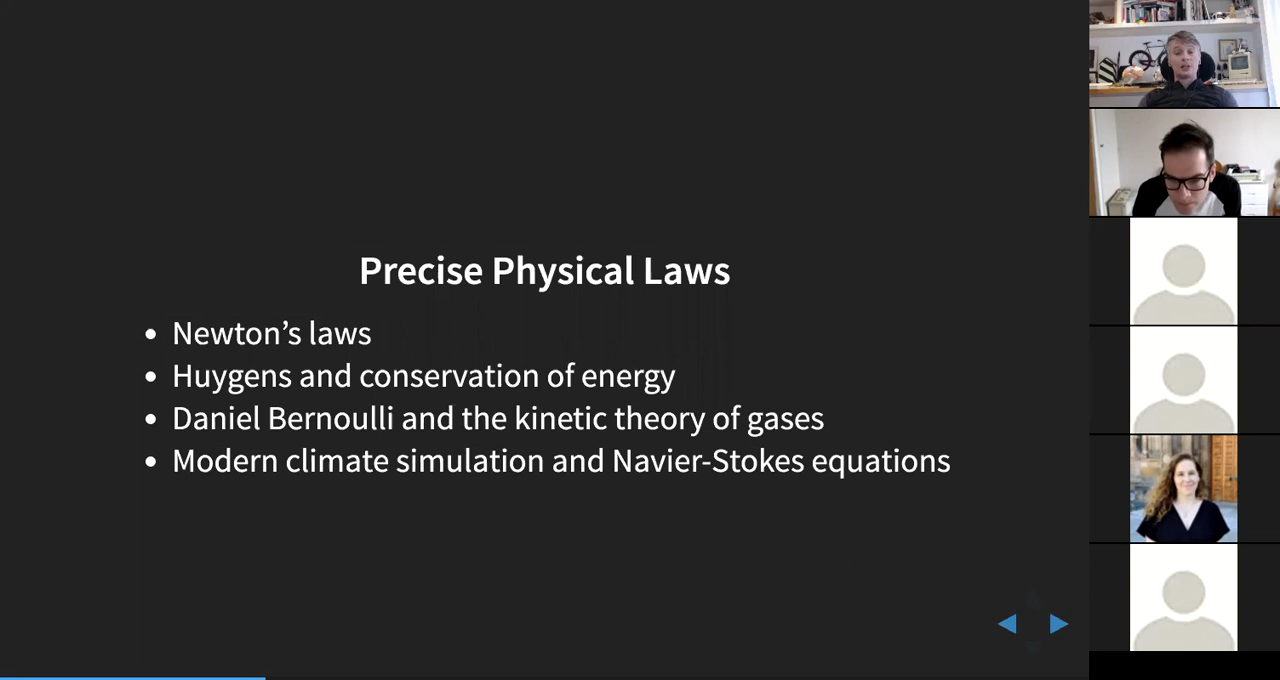 Precise Physical Laws
• Newton’s laws
• Huygens and conservation of energy
• Daniel Bernoulli and the kinetic theory of gases
• Modern climate simulation and Navier-Stokes equations